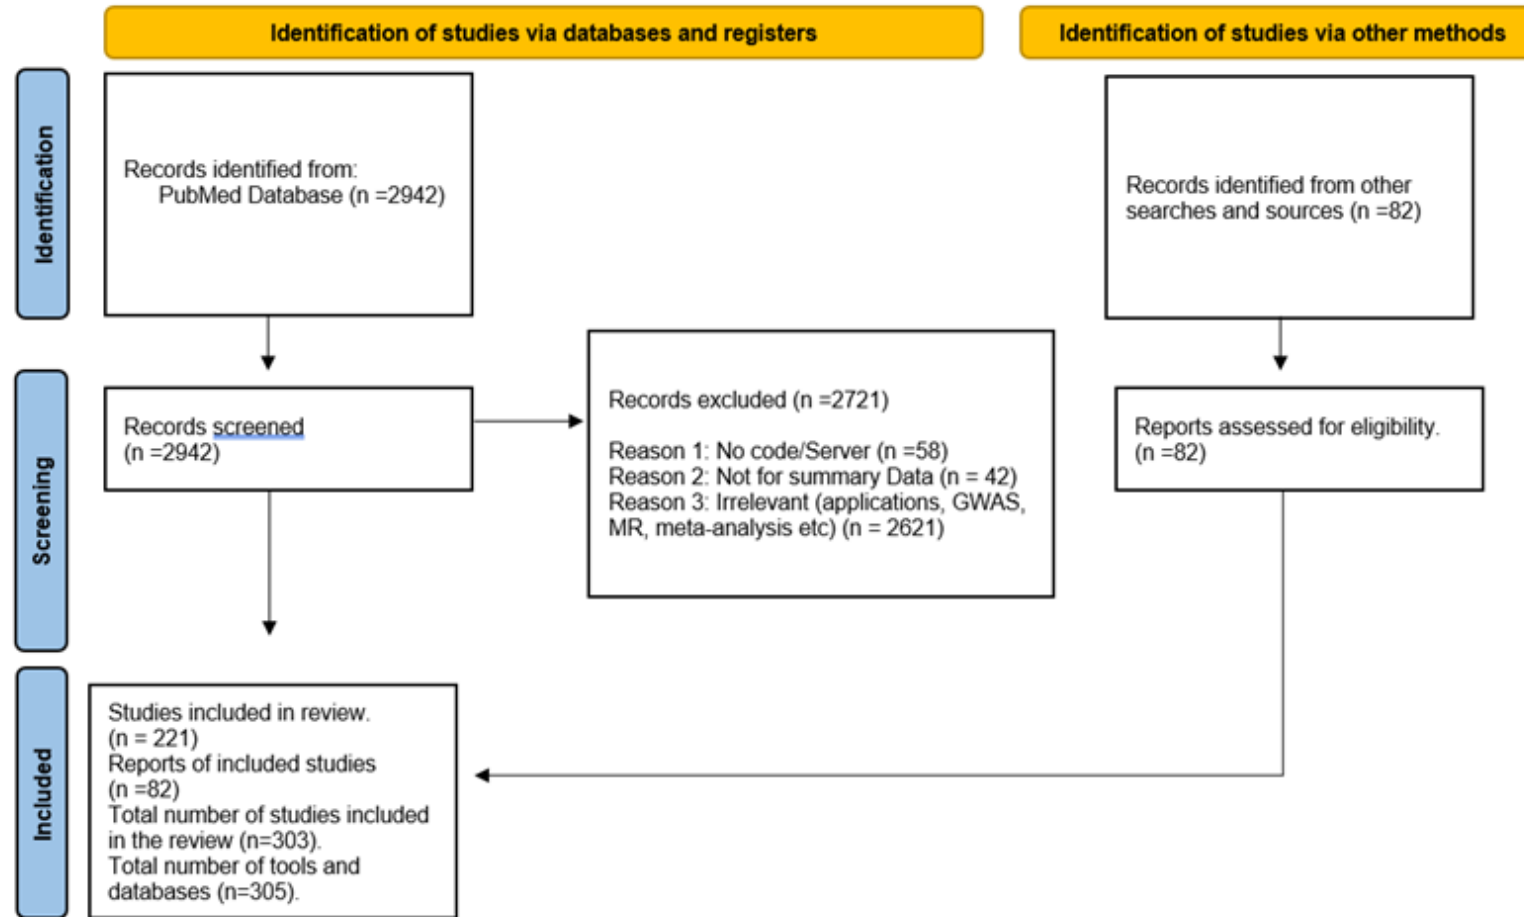 Identification of studies via databases and registers
Identification of studies via other methods
Identification
Records identified from:
PubMed Database (n =2942)
Records identified from other
searches and sources (n =82)
Screening
Records screened
(n =2942)
Records excluded (n =2721)
Reason 1: No code/Server (n =58)
Reason 2: Not for summary Data (n = 42)
Reason 3: Irrelevant (applications, GWAS,
MR, meta-analysis etc) (n = 2621)
Reports assessed for eligibility.
(n =82)
Included
Studies included in review.
(n = 221)
Reports of included studies
(n =82)
Total number of studies included
in the review (n=303).
Total number of tools and
databases (n=305).